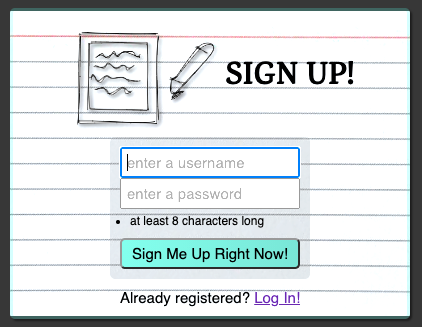 SIGN UP!
enter a username
enter a password
• at least 8 characters long
Sign Me Up Right Now!
Already registered? Log In!